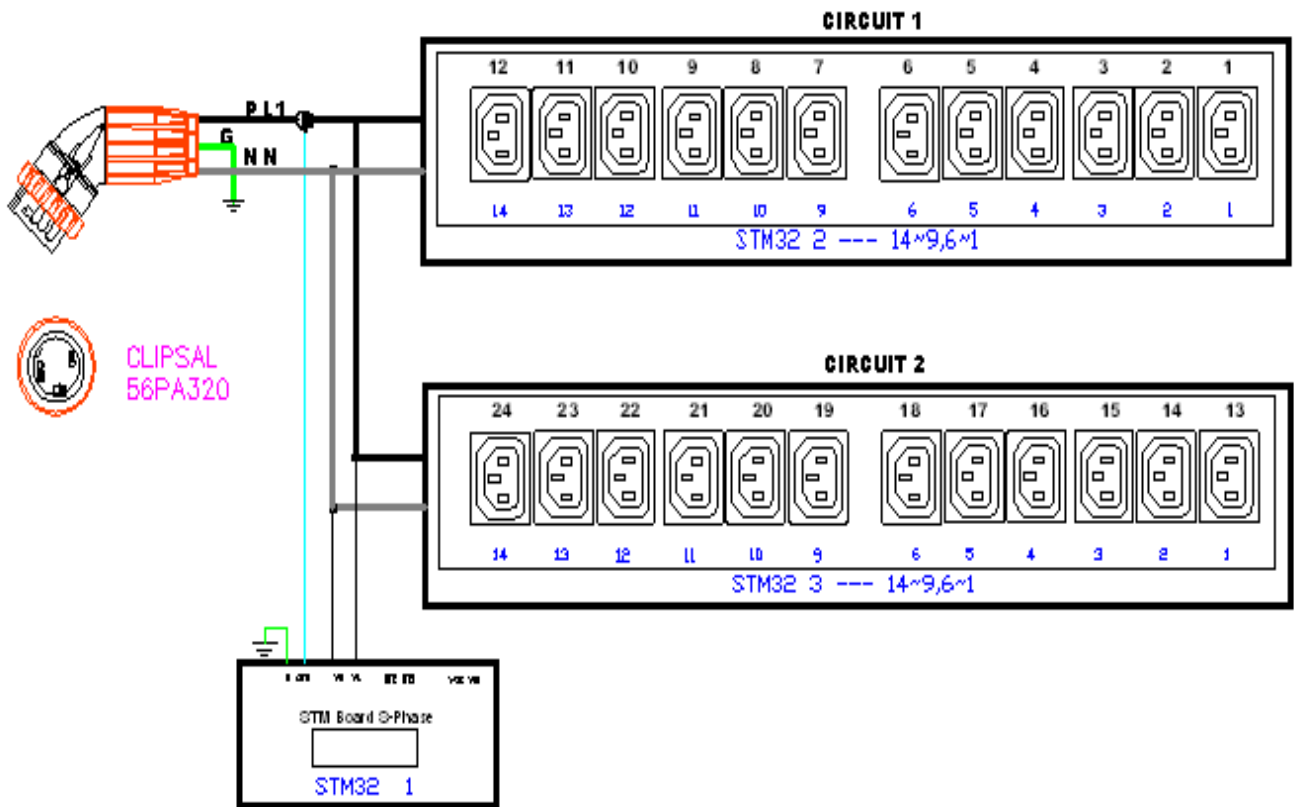 CIRCUIT 1
12 11 10 9 8 7 6 5 4 3 2 1
P L1
G
N N
14 13 12 11 10 9 6 5 4 3 2 1
STM32 2 --- 14~9,6~1
CLIPSAL
56PA320
CIRCUIT 2
24 23 22 21 20 19 18 17 16 15 14 13
14 13 12 11 10 9 6 5 4 3 2 1
STM32 3 --- 14~9,6~1
STM Board S-Phase
STM32 1